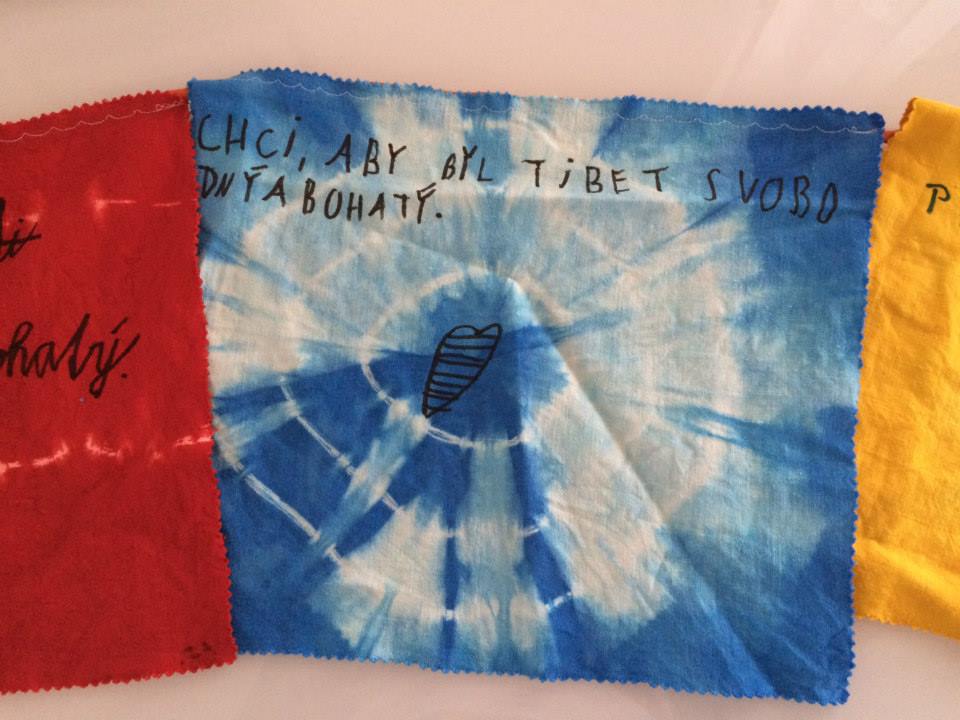 CHCi, ABY BYL TiBET SVOBO
DNÝ A BOHATÝ.